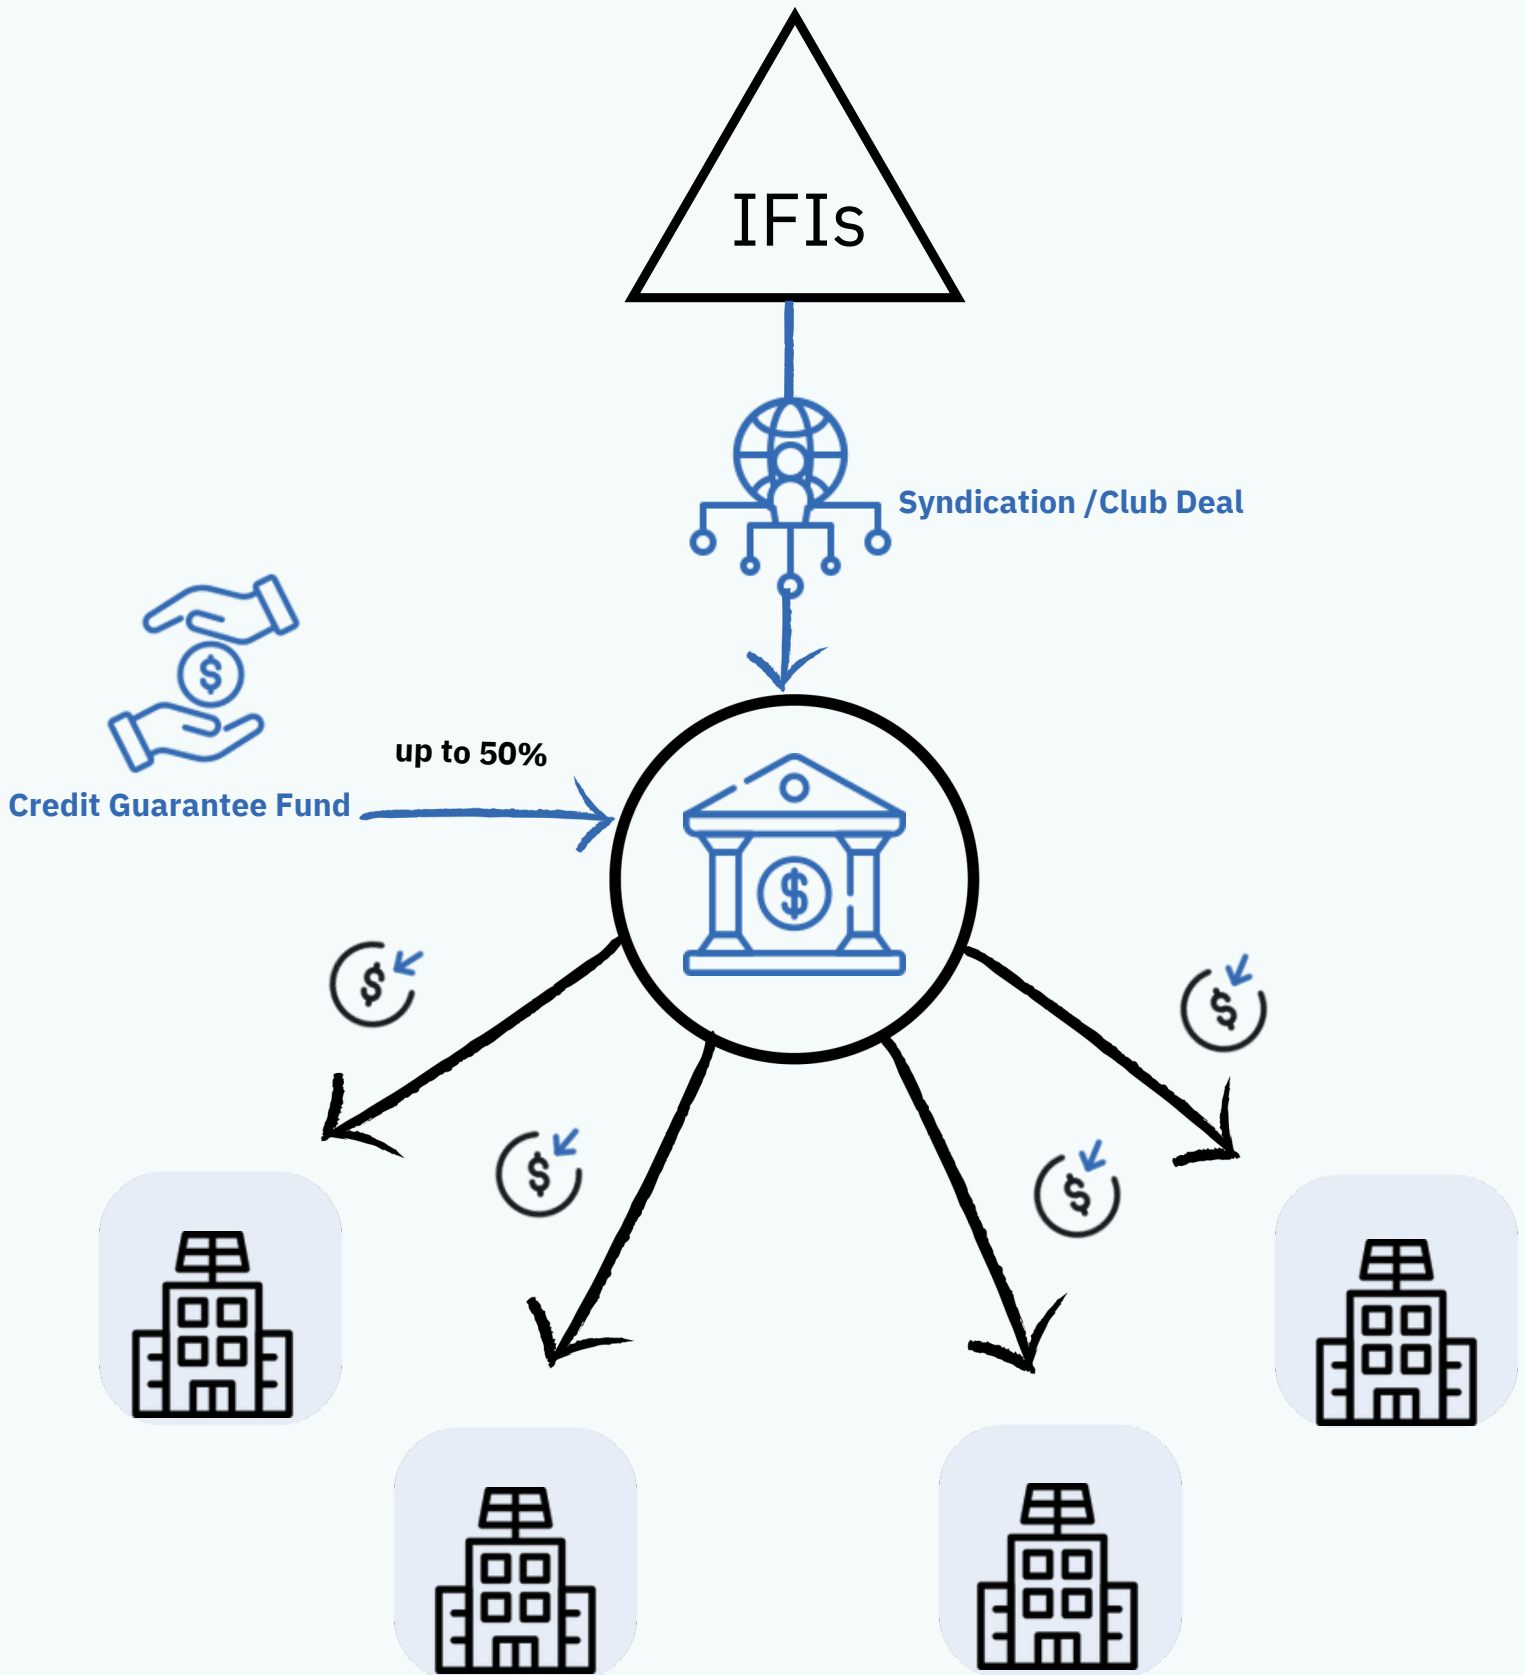 IFIs
Syndication /Club Deal
up to 50%
Credit Guarantee Fund
$
$
$
$
$
$